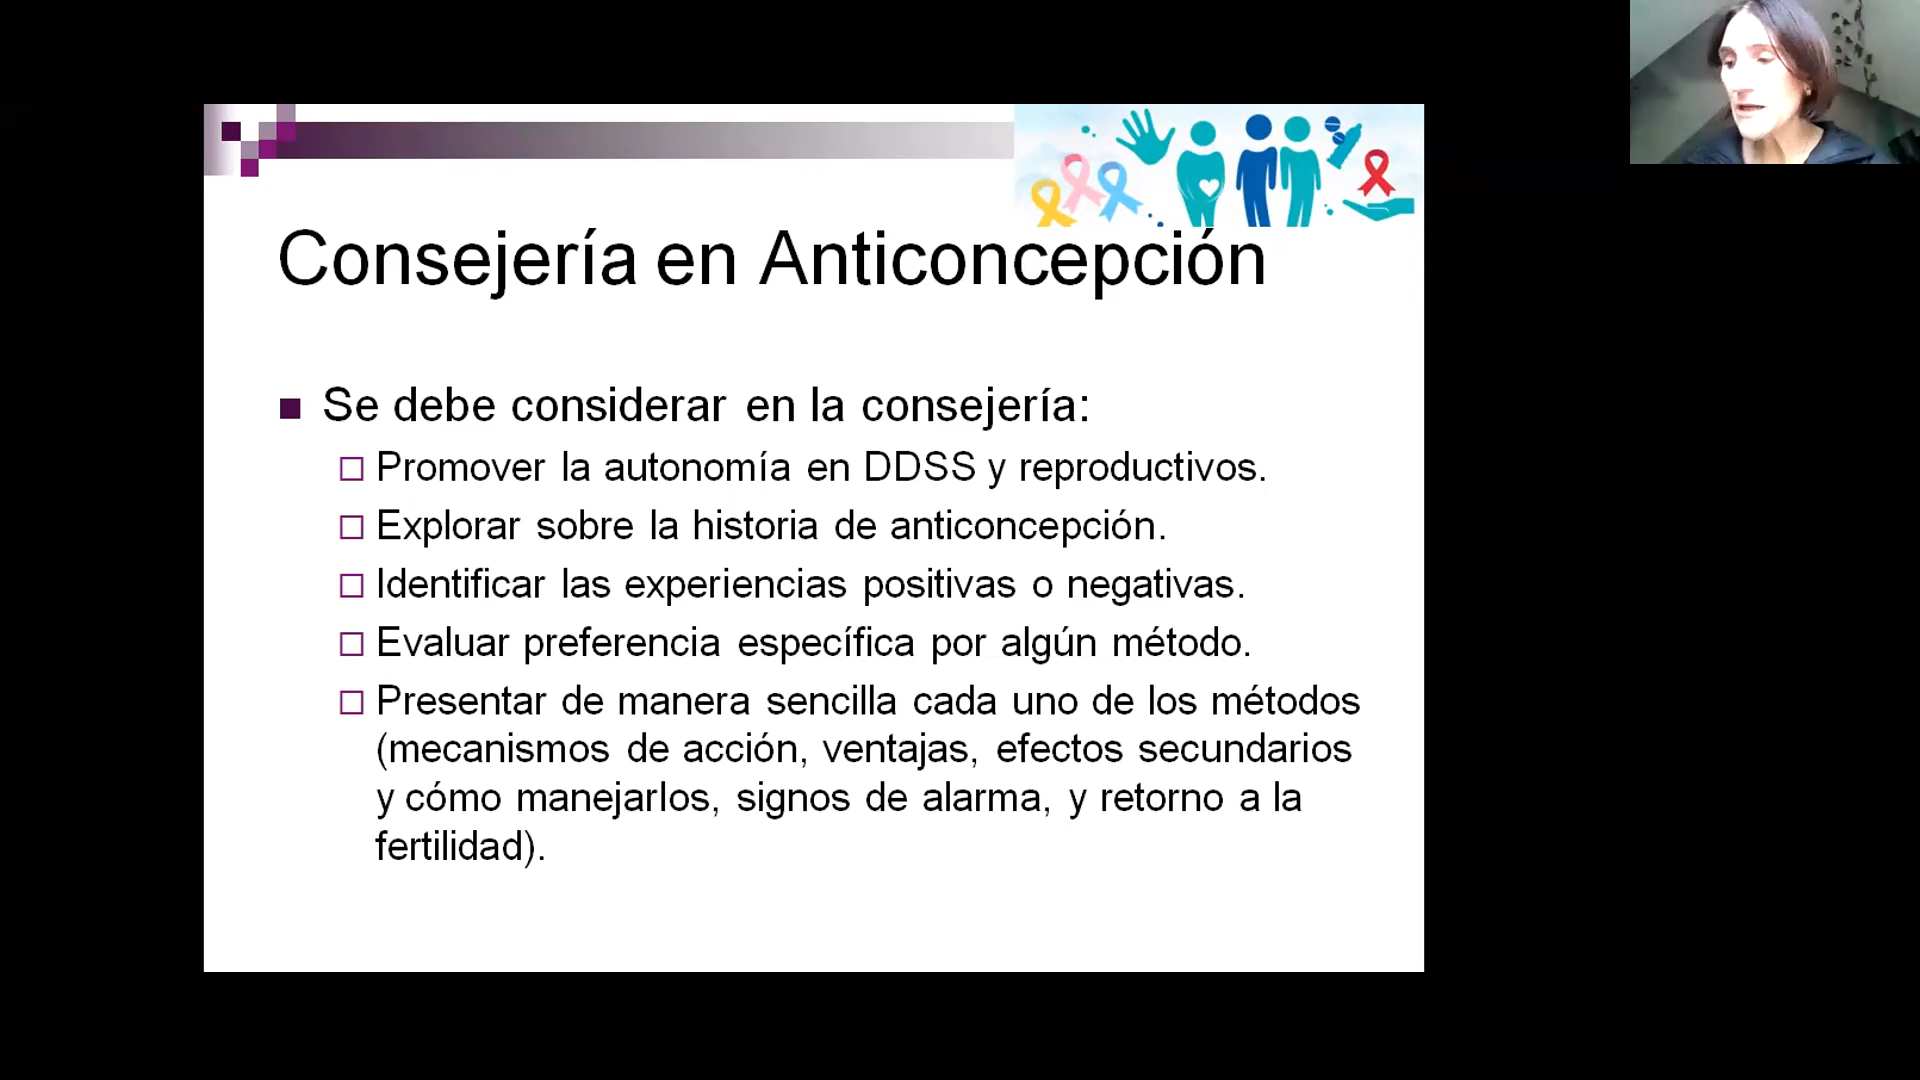 Consejería en Anticoncepción
Se debe considerar en la consejería:
Promover la autonomía en DDSS y reproductivos.
Explorar sobre la historia de anticoncepción.
Identificar las experiencias positivas o negativas.
Evaluar preferencia específica por algún método.
Presentar de manera sencilla cada uno de los métodos
(mecanismos de acción, ventajas, efectos secundarios
y cómo manejarlos, signos de alarma, y retorno a la
fertilidad).